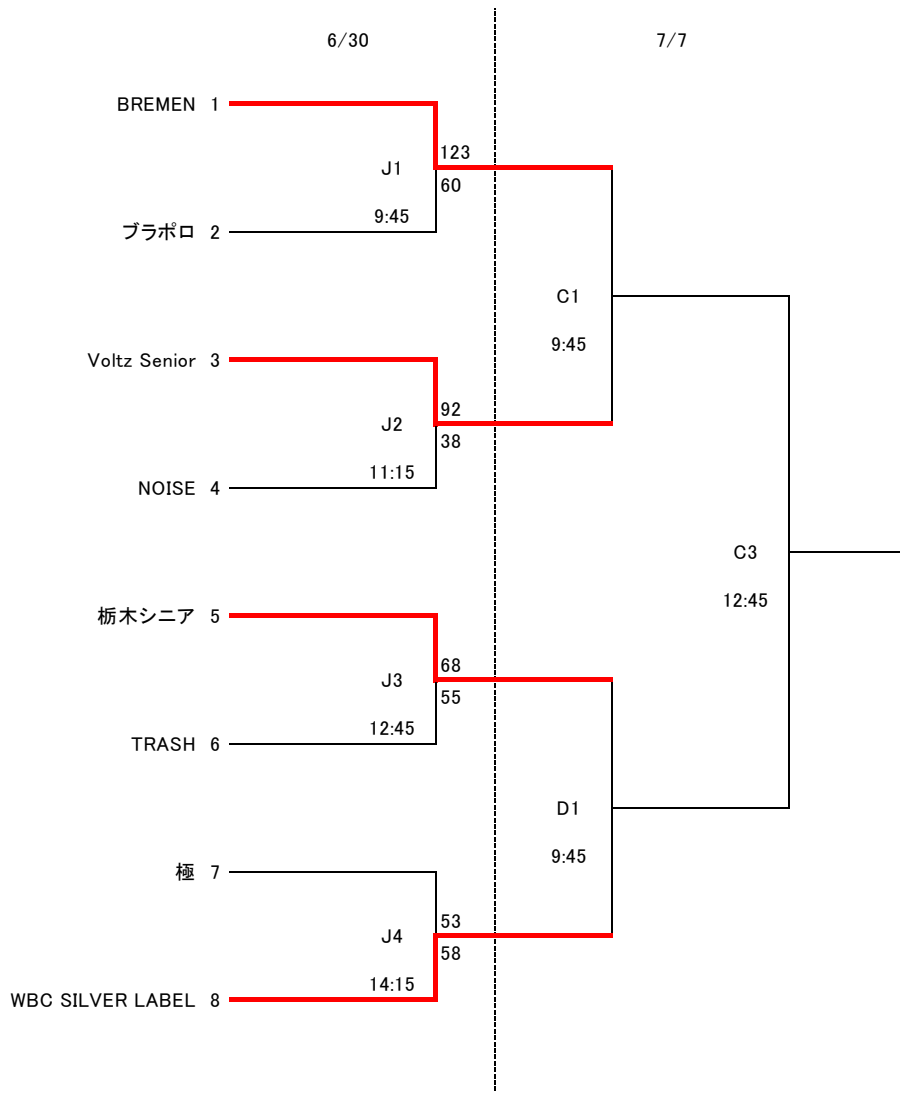 6/30 7/7
BREMEN 1
123
J1
60
9:45
ブラポロ 2
C1
9:45
Voltz Senior 3
92
J2
38
11:15
NOISE 4
C3
12:45
栃木シニア 5
68
J3
55
12:45
TRASH 6
D1
9:45
極 7
53
J4
58
14:15
WBC SILVER LABEL 8